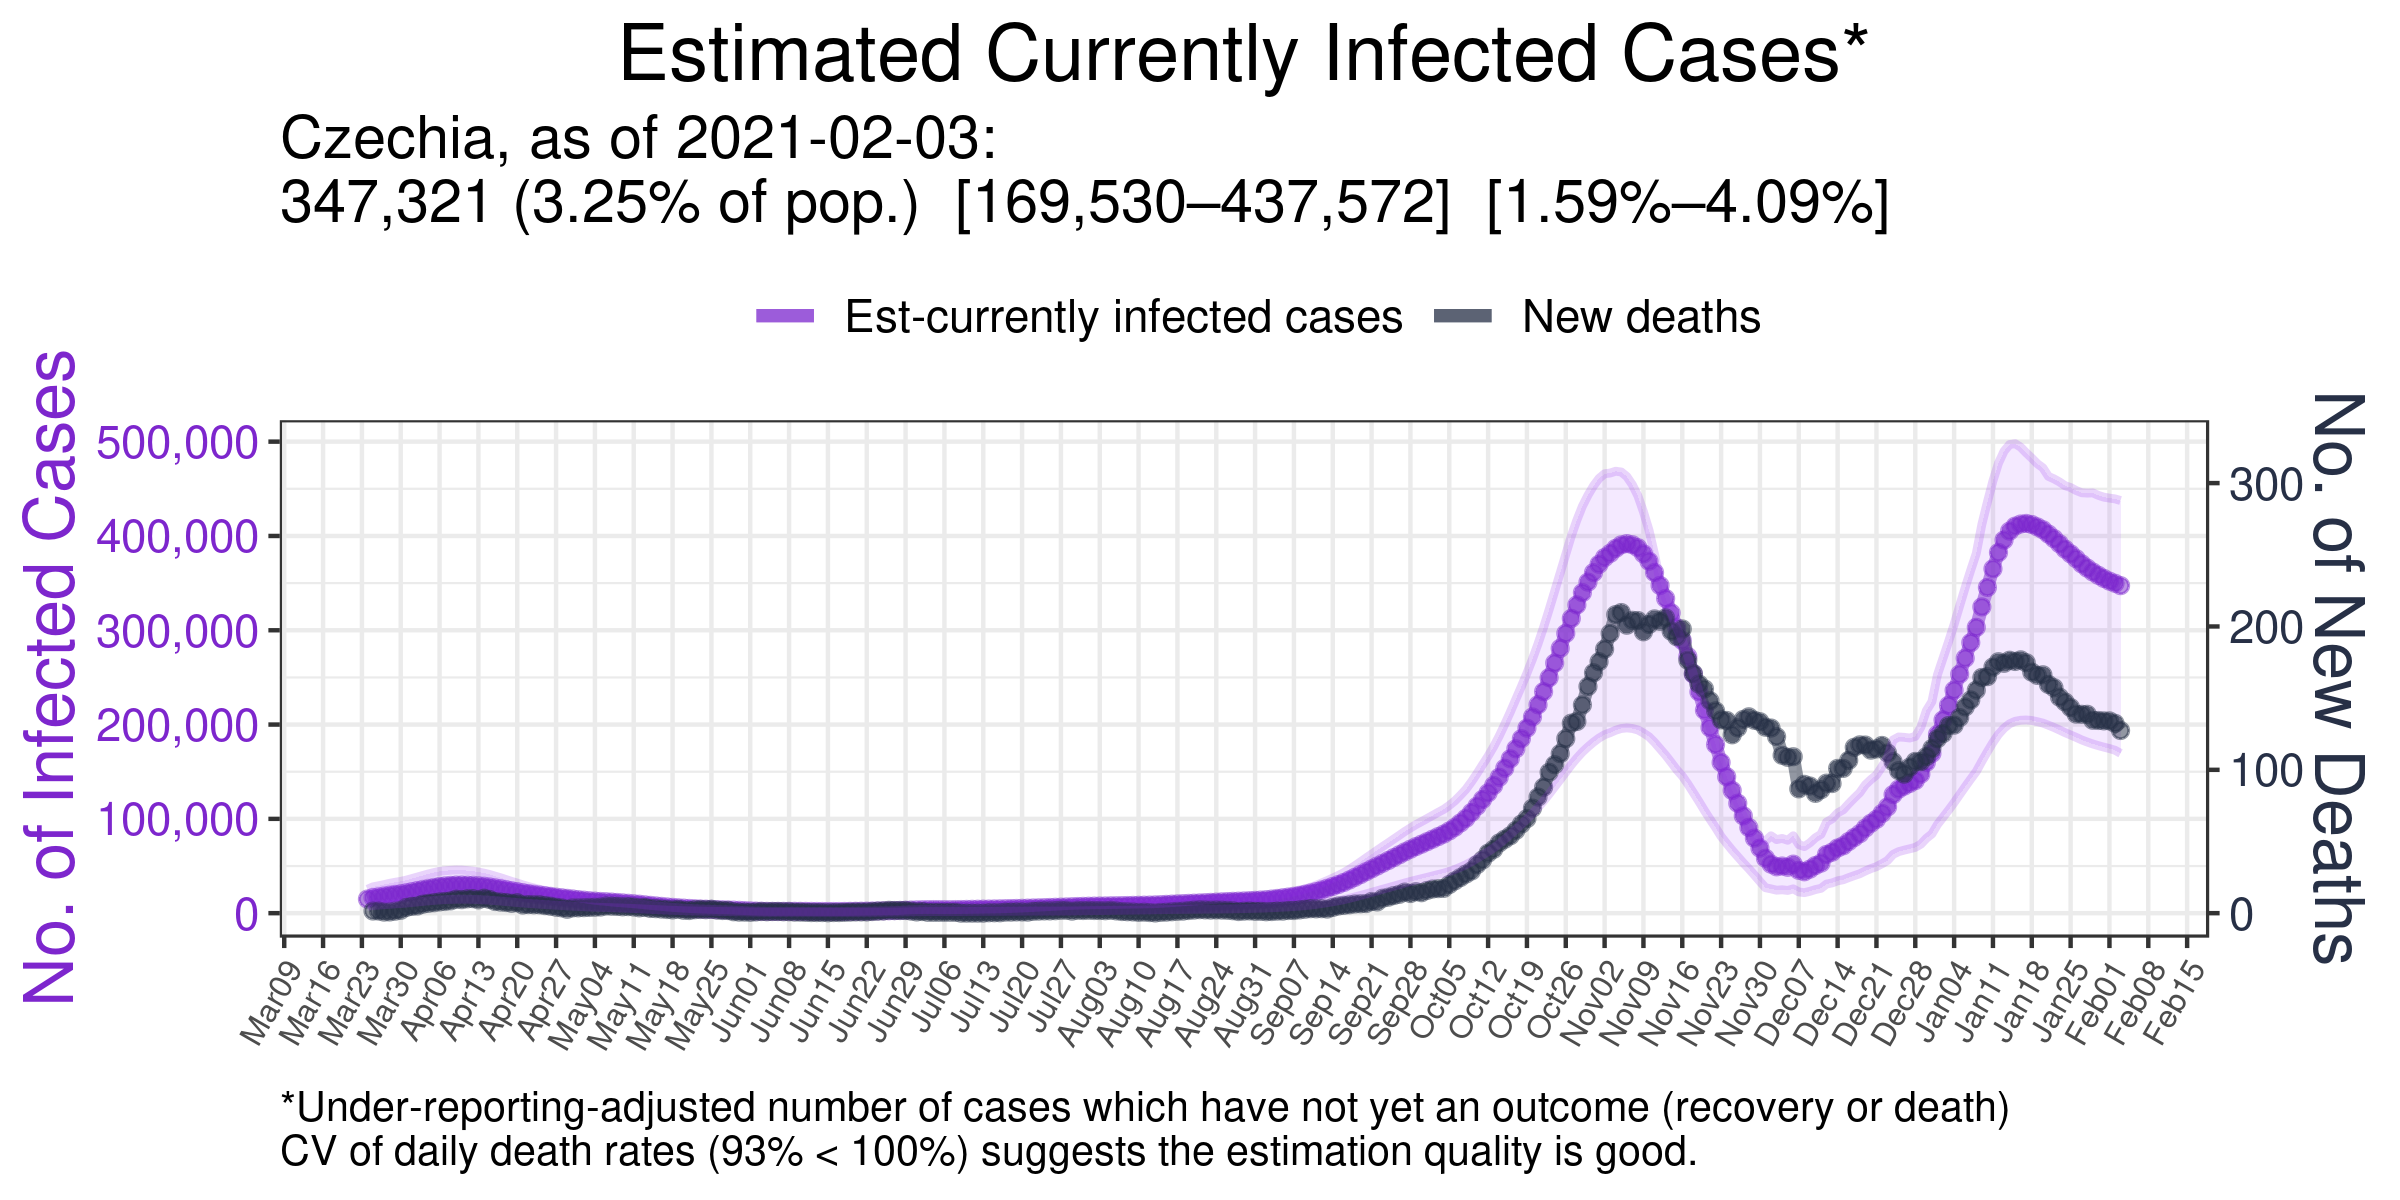 Estimated Currently Infected Cases*
Czechia, as of 2021-02-03:
347,321 (3.25% of pop.) [169,530–437,572] [1.59%–4.09%]
Est-currently infected cases
New deaths
No. of Infected Cases
500,000
400,000
300,000
200,000
100,000
0
No. of New Deaths
300
200
100
0
Mar09
Mar16
Mar23
Mar30
Apr06
Apr13
Apr20
Apr27
May04
May11
May18
May25
Jun01
Jun08
Jun15
Jun22
Jun29
Jul06
Jul13
Jul20
Jul27
Aug03
Aug10
Aug17
Aug24
Aug31
Sep07
Sep14
Sep21
Sep28
Oct05
Oct12
Oct19
Oct26
Nov02
Nov09
Nov16
Nov23
Nov30
Dec07
Dec14
Dec21
Dec28
Jan04
Jan11
Jan18
Jan25
Feb01
Feb08
Feb15
*Under-reporting-adjusted number of cases which have not yet an outcome (recovery or death)
CV of daily death rates (93% < 100%) suggests the estimation quality is good.